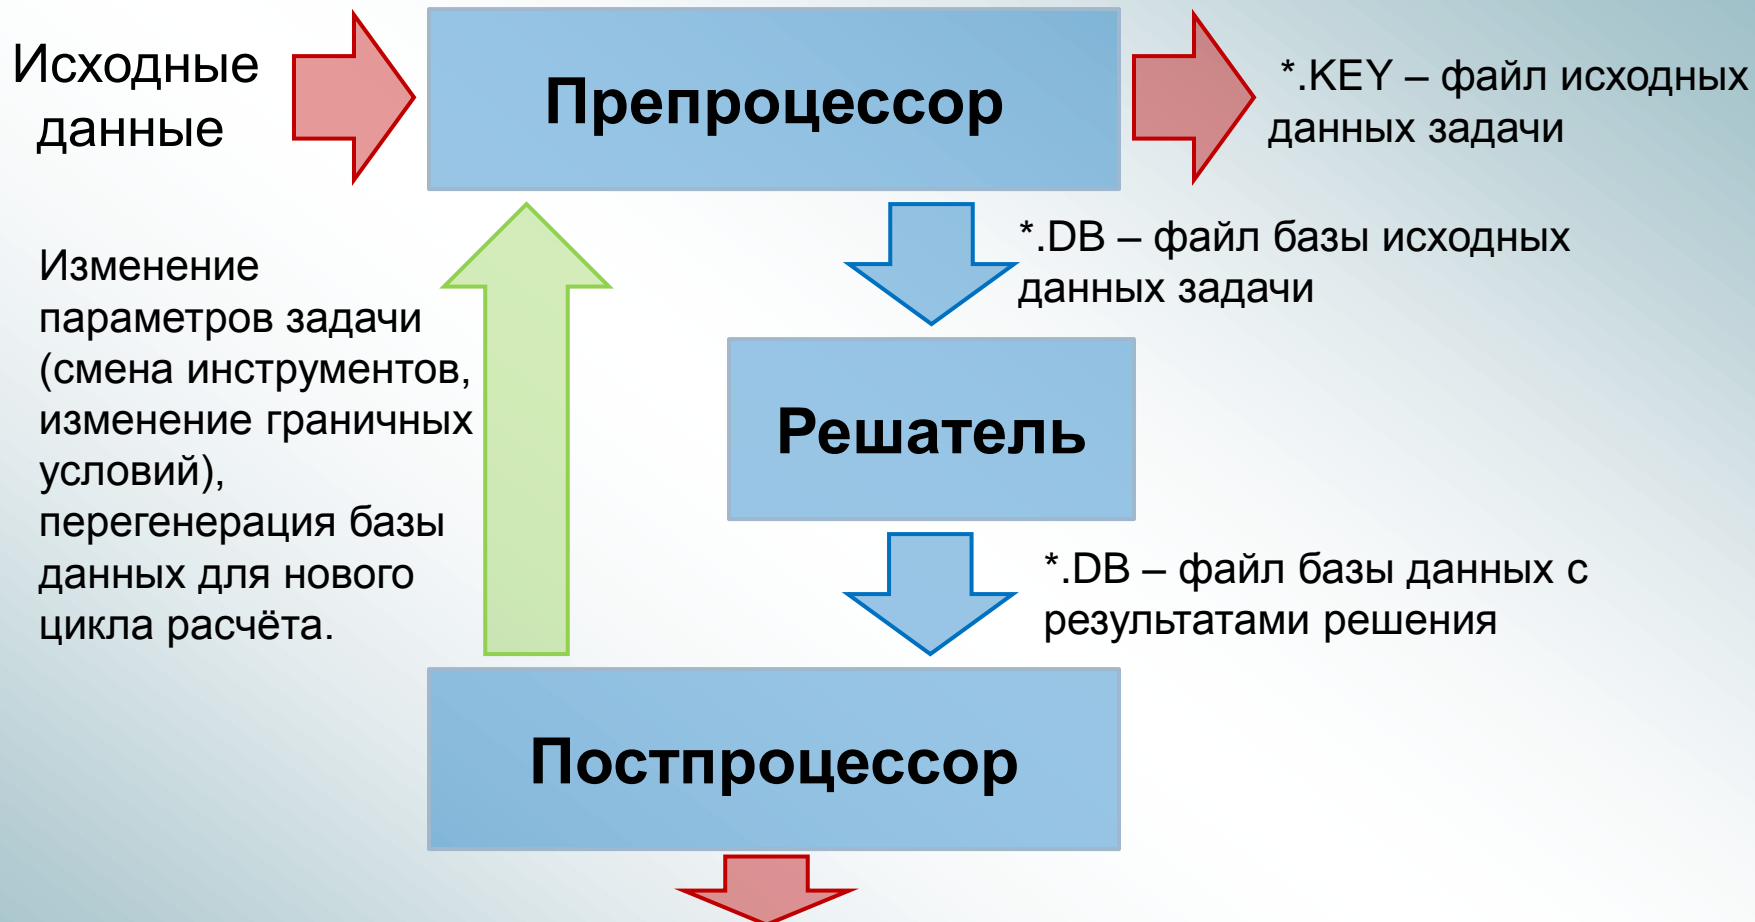 Исходные
данные
Препроцессор
*.KEY – файл исходных
данных задачи
*.DB – файл базы исходных
данных задачи
Изменение
параметров задачи
(смена инструментов,
изменение граничных
условий),
перегенерация базы
данных для нового
цикла расчёта.
Решатель
*.DB – файл базы данных с
результатами решения
Постпроцессор